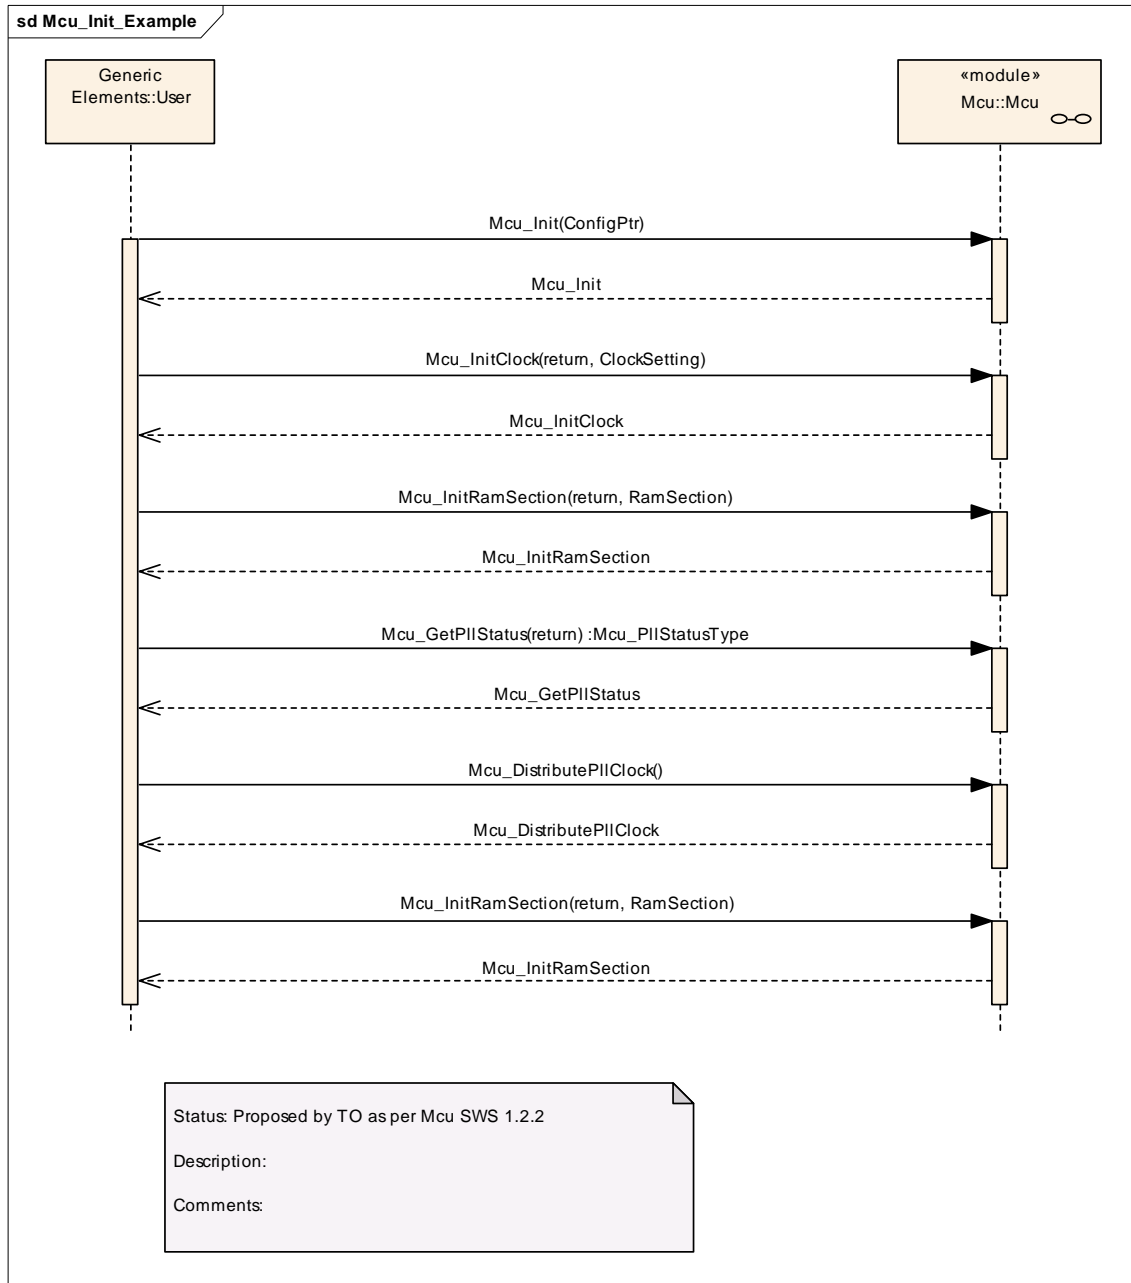 sd Mcu_Init_Example
Generic
Elements::User
«module»
Mcu::Mcu
Mcu_Init(ConfigPtr)
Mcu_Init
Mcu_InitClock(return, ClockSetting)
Mcu_InitClock
Mcu_InitRamSection(return, RamSection)
Mcu_InitRamSection
Mcu_GetPllStatus(return) :Mcu_PllStatusType
Mcu_GetPllStatus
Mcu_DistributePllClock()
Mcu_DistributePllClock
Mcu_InitRamSection(return, RamSection)
Mcu_InitRamSection
Status: Proposed by TO as per Mcu SWS 1.2.2
Description:
Comments: